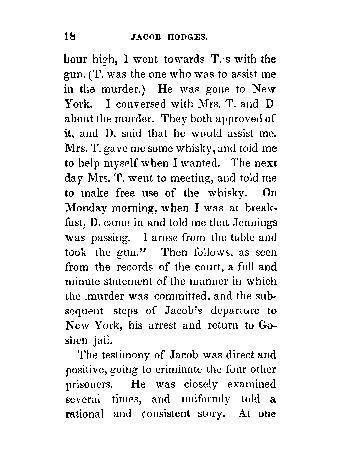 18 JACOB HODGES.
hour high, I went towards T.'s with the
gun. (T. was the one who was to assist me
in the murder.) He was gone to New
York. I conversed with Mrs. T. and D
about the murder. They both approved of
it, and D. said that he would assist me.
Mrs. T. gave me some whisky, and told me
to help myself when I wanted. The next
day Mrs. T. went to meeting, and told me
to make free use of the whisky. On
Monday morning, when I was at break-
fast, D. came in and told me that Jennings
was passing. I arose from the table and
took the gun." Then follows, as seen
from the records of the court, a full and
minute statement of the manner in which
the murder was committed, and the sub-
sequent steps of Jacob's departure to
New York, his arrest and return to Go-
shen jail.
The testimony of Jacob was direct and
positive, going to criminate the four other
prisoners. He was closely examined
several times, and uniformly told a
rational and consistent story. At one